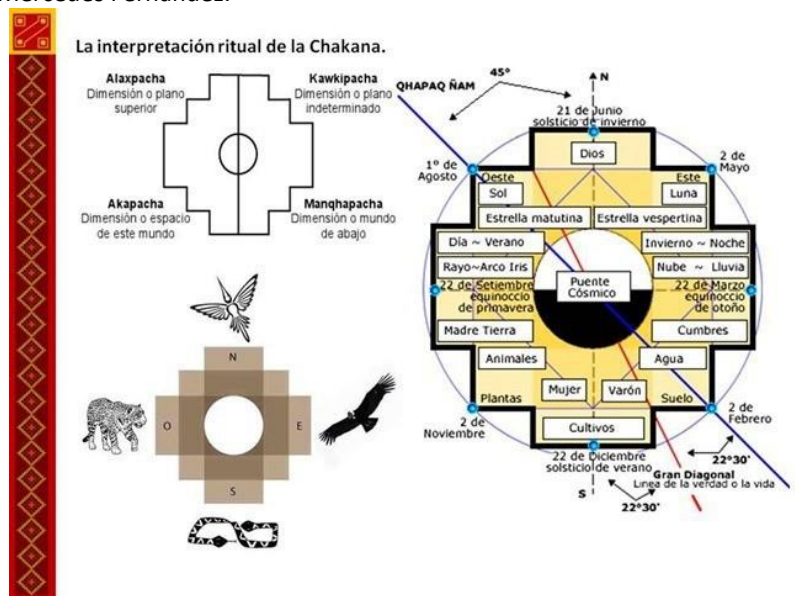 mercedes Fernández.
La interpretación ritual de la Chakana.
Alaxpacha
Dimensión o plano
superior
Kawkipacha
Dimensión o plano
indeterminado
Akapacha
Dimensión o espacio
de este mundo
Manqhapacha
Dimensión o mundo
de abajo
N
O
E
S
QHAPAQ ÑAM
45°
N
21 de Junio
solsticio de invierno
Dios
1º de
Agosto
2 de
Mayo
Oeste
Este
Sol
Luna
Estrella matutina
Estrella vespertina
Día ~ Verano
Invierno ~ Noche
Rayo~Arco Iris
Nube ~ Lluvia
Puente
Cósmico
22 de Setiembre
equinoccio
de primavera
22 de Marzo
equinoccio
de otoño
Madre Tierra
Cumbres
Animales
Agua
Mujer
Varón
Plantas
Suelo
Cultivos
2 de
Noviembre
2 de
Febrero
22 de Diciembre
solsticio de verano
S
22°30'
Gran Diagonal
Linea de la verdad o la vida
22°30'